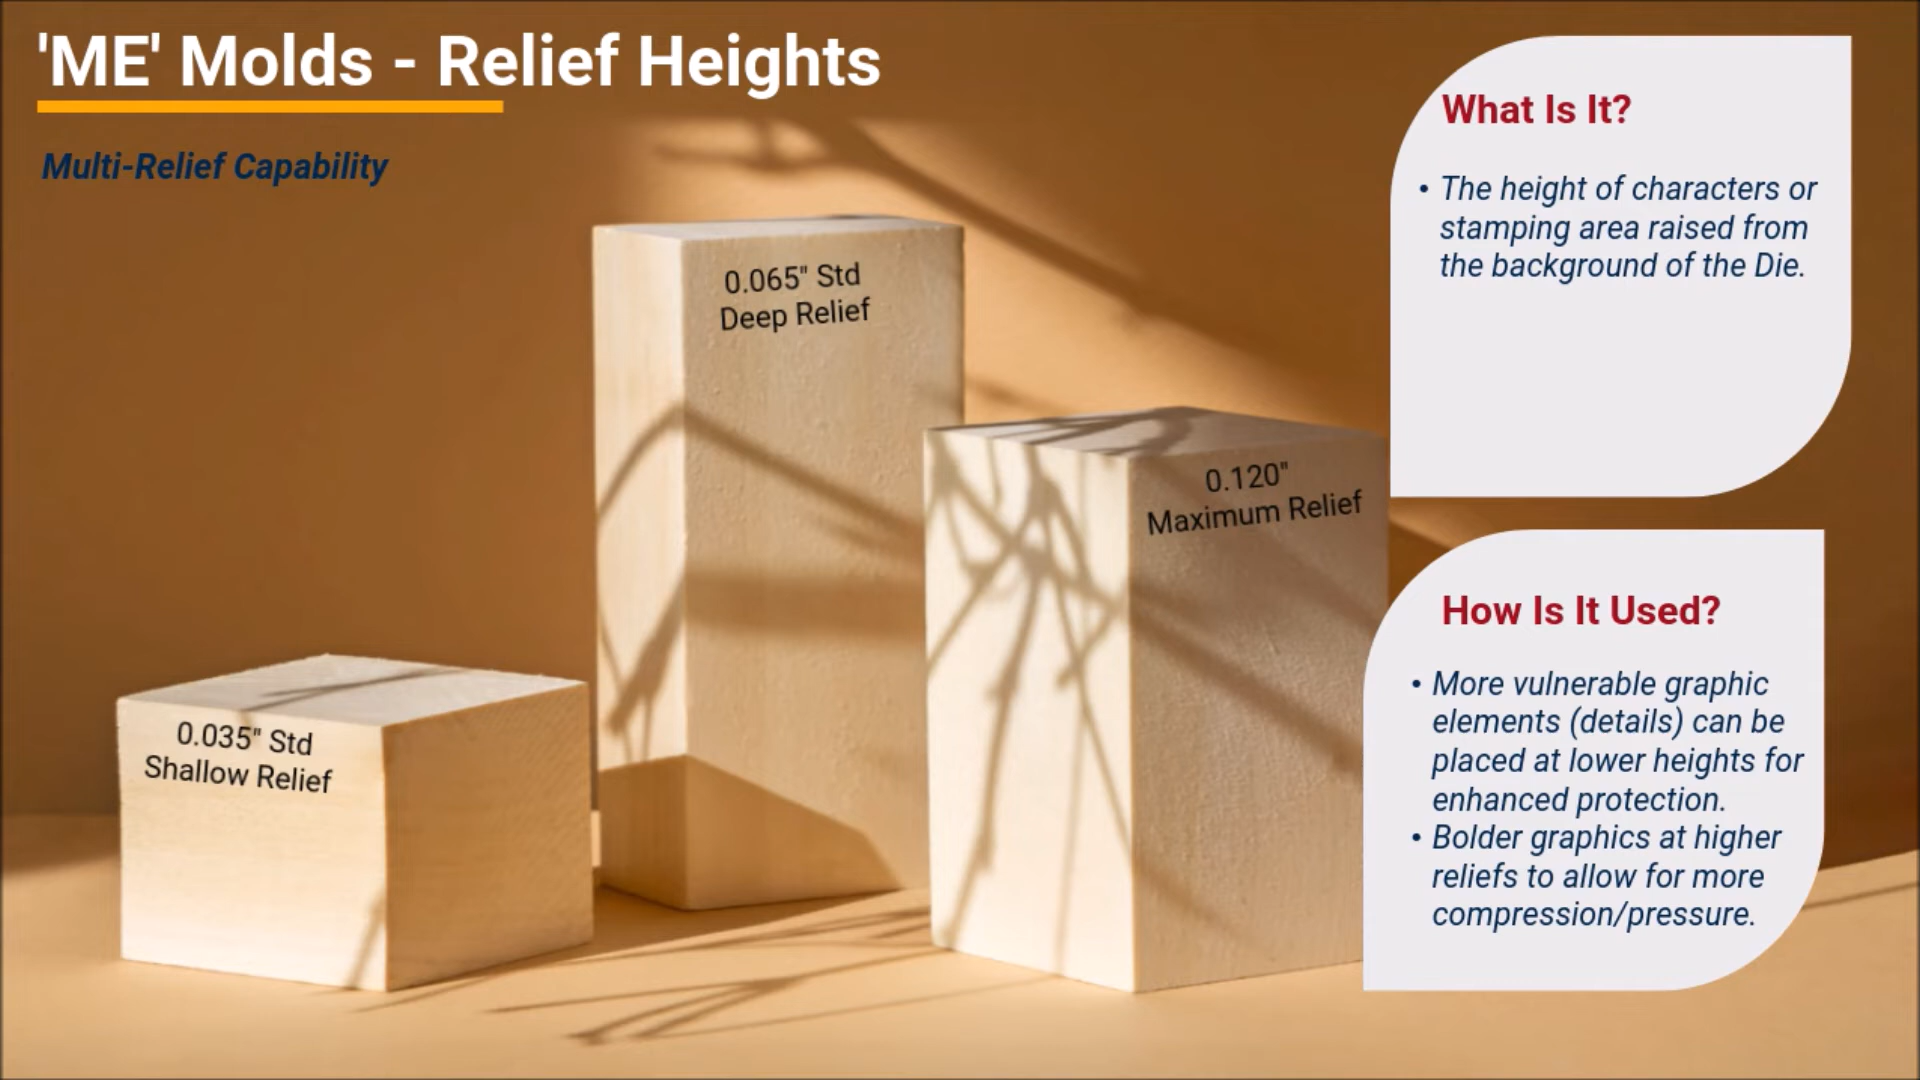 'ME' Molds - Relief Heights
Multi-Relief Capability
0.065" Std
Deep Relief
0.120"
Maximum Relief
0.035" Std
Shallow Relief
What Is It?
• The height of characters or
stamping area raised from
the background of the Die.
How Is It Used?
• More vulnerable graphic
elements (details) can be
placed at lower heights for
enhanced protection.
• Bolder graphics at higher
reliefs to allow for more
compression/pressure.